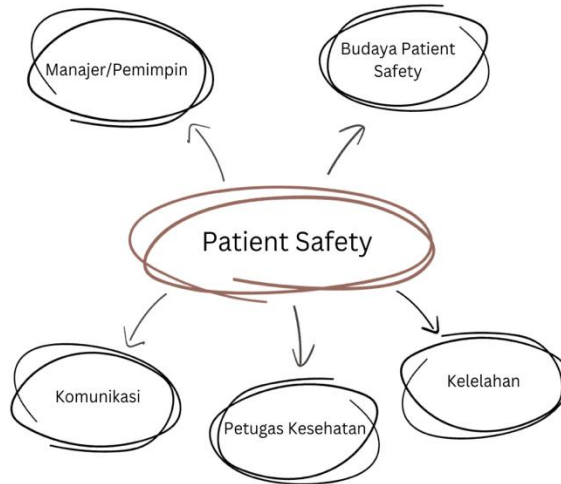 Manajer/Pemimpin
Budaya Patient
Safety
Patient Safety
Komunikasi
Petugas Kesehatan
Kelelahan